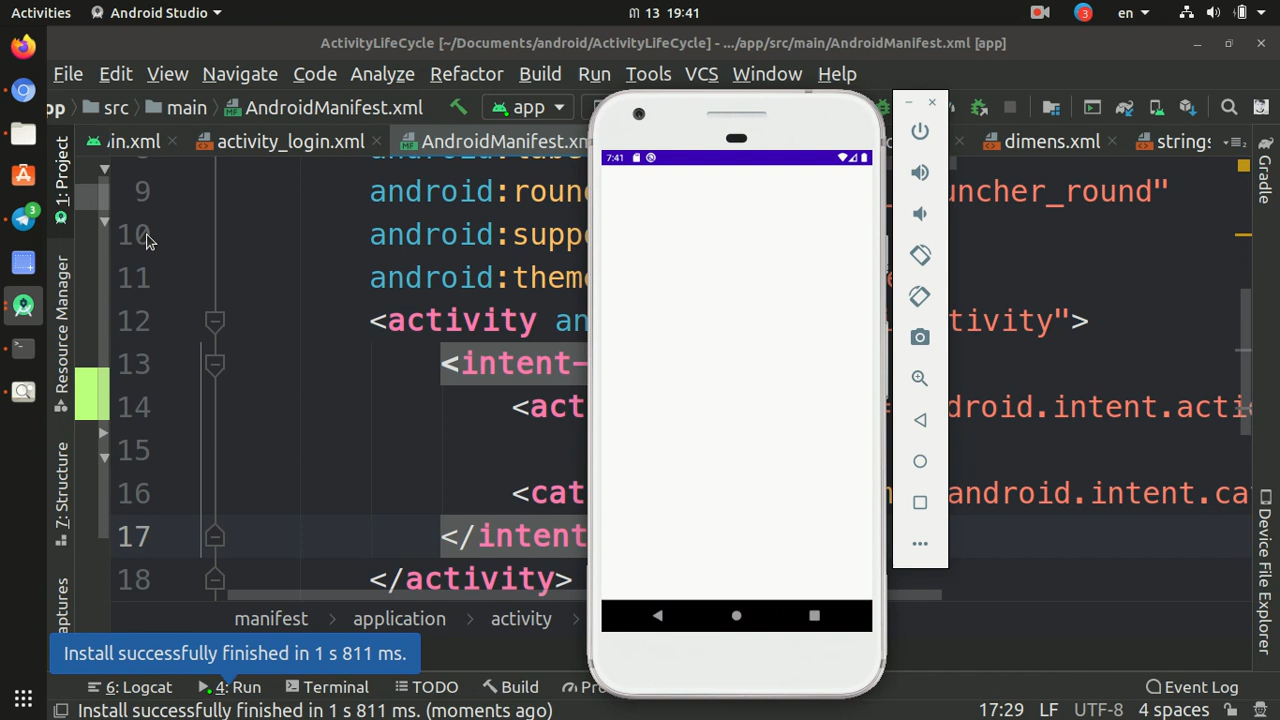 Activities Android Studio ต 13 19:41 3 en
ActivityLifeCycle [~/Documents/android/ActivityLifeCycle] - .../app/src/main/AndroidManifest.xml [app]
File Edit View Navigate Code Analyze Refactor Build Run Tools VCS Window Help
pp src main AndroidManifest.xml app
in.xml activity_login.xml AndroidManifest.xm dimens.xml strings
7:41
9 android:roun uncher_round"
10 android:suppo
11 android:theme
12 <activity an tivity">
13 <intent-
14 <act droid.intent.acti
15
16 <cat android.intent.ca
17 </intent
18 </activity>
1: Project
Resource Manager
7: Structure
aptures
Gradle
Device File Explorer
3
manifest application activity
Install successfully finished in 1 s 811 ms.
6: Logcat 4: Run Terminal TODO Build Pro Event Log
Install successfully finished in 1 s 811 ms. (moments ago) 17:29 LF UTF-8 4 spaces